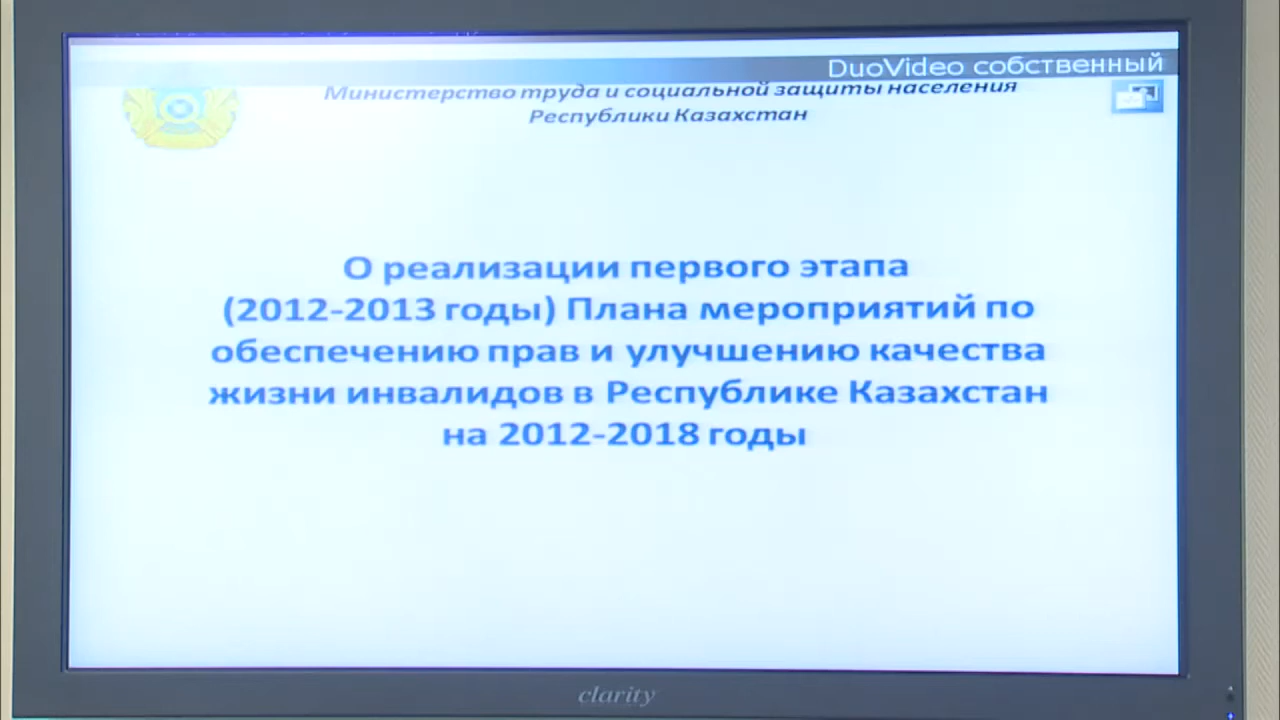 DuoVideo собственный
Министерство труда и социальной защиты населения
Республики Казахстан
О реализации первого этапа
(2012-2013 годы) Плана мероприятий по
обеспечению прав и улучшению качества
жизни инвалидов в Республике Казахстан
на 2012-2018 годы
clarity